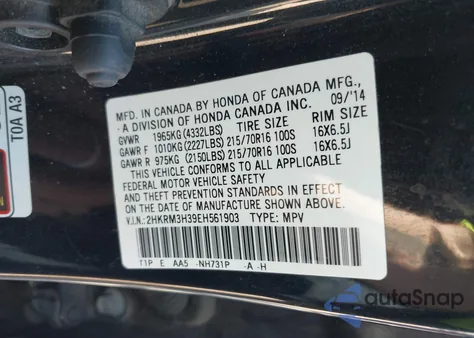 MFD. IN CANADA BY HONDA OF CANADA MFG.,
- A DIVISION OF HONDA CANADA INC. 09/'14
GVWR 1965KG (4332LBS) TIRE SIZE RIM SIZE
GAWR F 1010KG (2227LBS) 215/70R16 100S 16X6.5J
GAWR R 975KG (2150LBS) 215/70R16 100S 16X6.5J
THIS VEHICLE CONFORMS TO ALL APPLICABLE
FEDERAL MOTOR VEHICLE SAFETY
AND THEFT PREVENTION STANDARDS IN EFFECT
ON THE DATE OF MANUFACTURE SHOWN ABOVE.
V.I.N.: 2HKRM3H39EH561903 TYPE: MPV
T1P E AA5 -NH731P -A -H
TOA A3
autoSnap